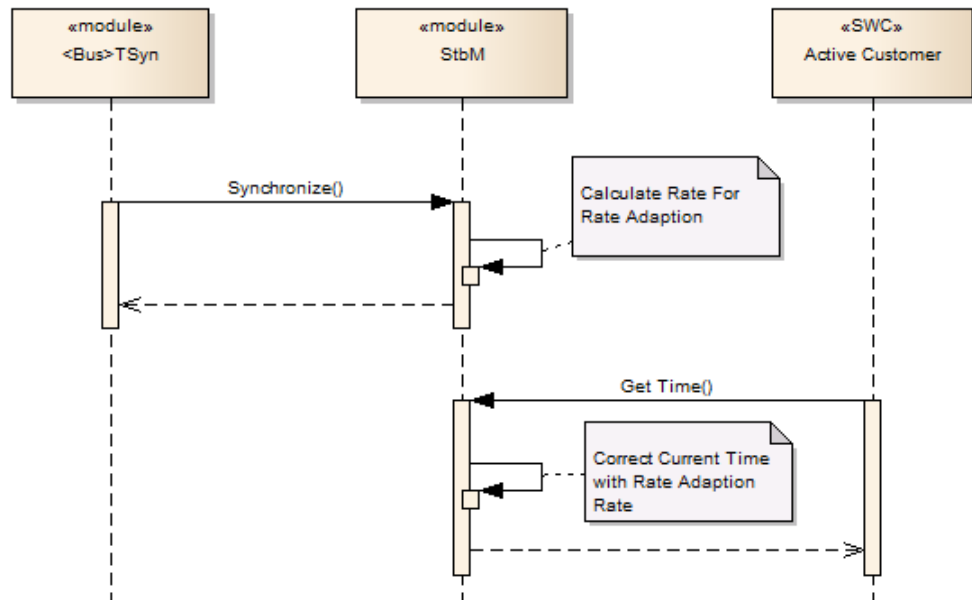 «module»
<Bus>TSyn
«module»
StbM
«SWC»
Active Customer
Synchronize()
Calculate Rate For
Rate Adaption
Get Time()
Correct Current Time
with Rate Adaption
Rate